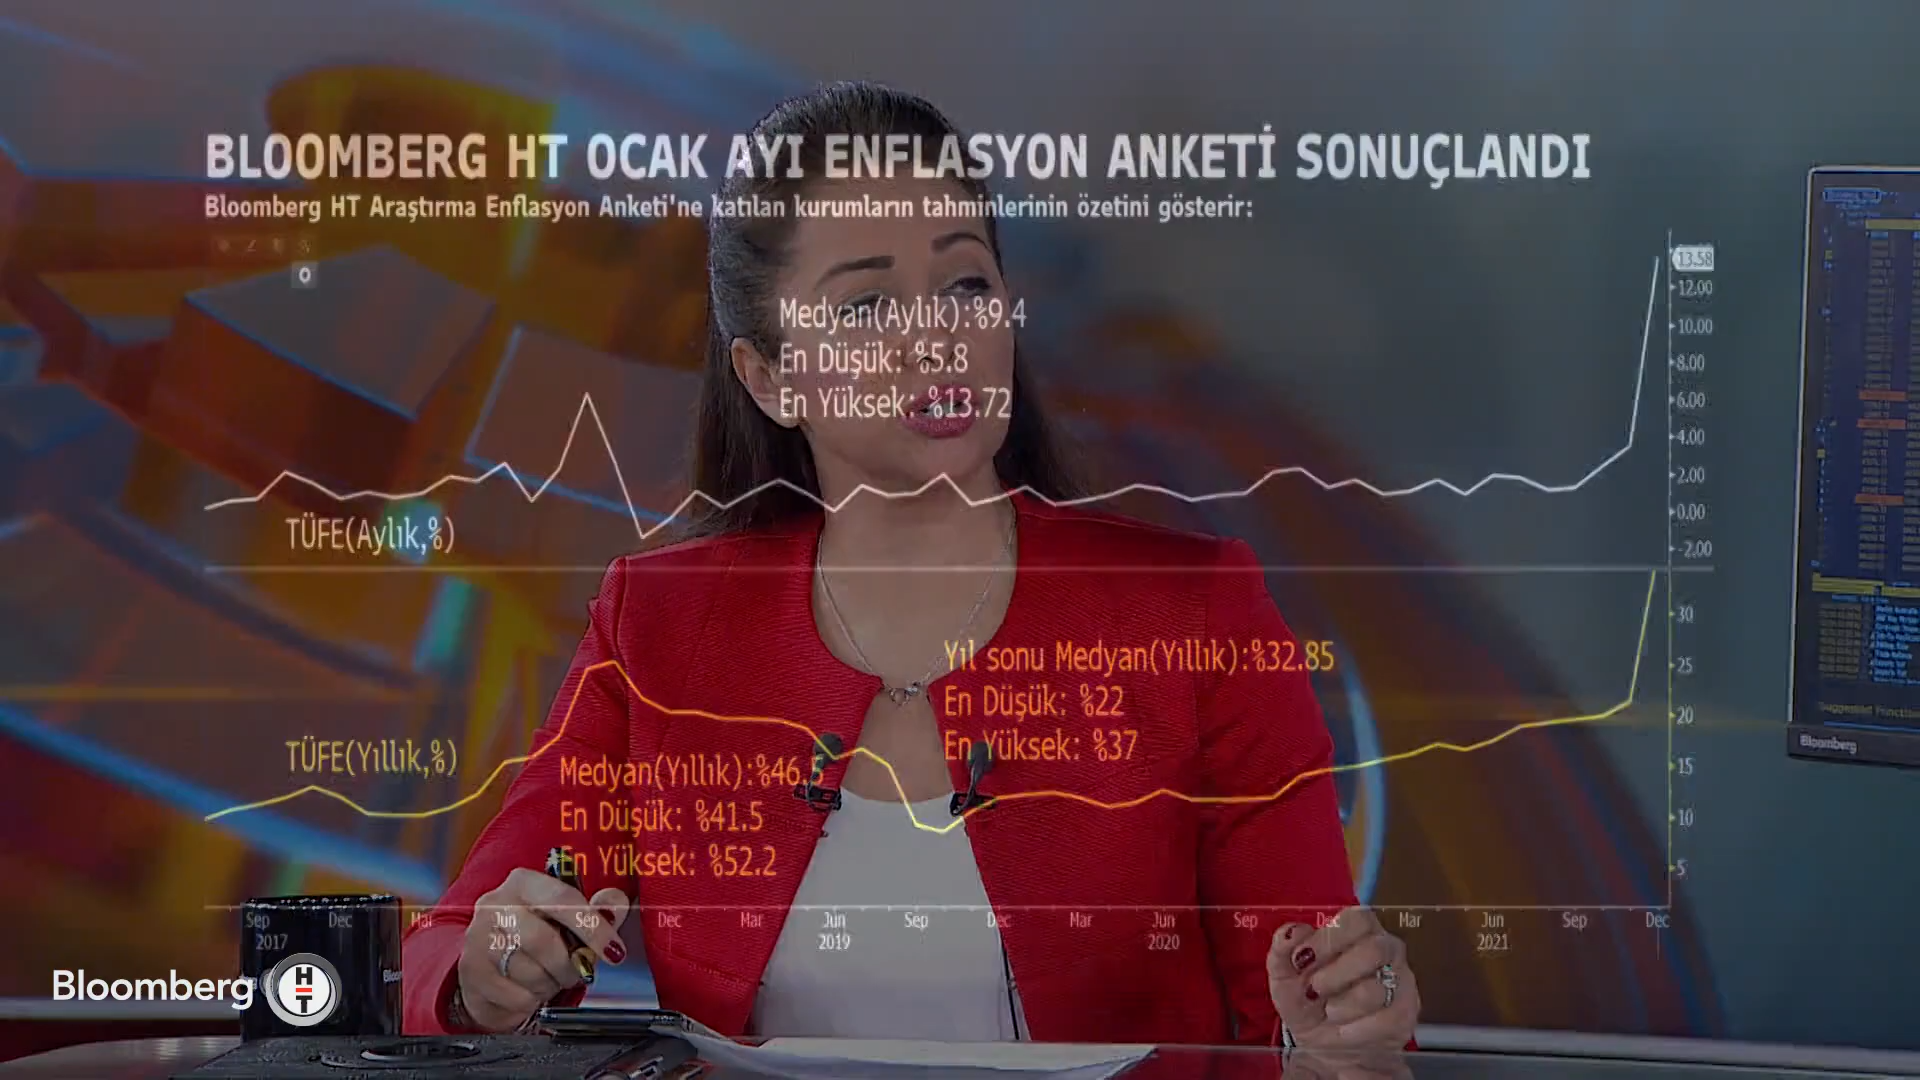 BLOOMBERG HT OCAK AYI ENFLASYON ANKETİ SONUÇLANDI
Bloomberg HT Araştırma Enflasyon Anketi'ne katılan kurumların tahminlerinin özetini gösterir:
Medyan(Aylık):%9.4
En Düşük: %5.8
En Yüksek: %13.72
13.58
12.00
10.00
8.00
6.00
4.00
2.00
0.00
-2.00
TÜFE(Aylık,%)
Yıl sonu Medyan(Yıllık):%32.85
En Düşük: %22
En Yüksek: %37
TÜFE(Yıllık,%)
Medyan(Yıllık):%46.5
En Düşük: %41.5
En Yüksek: %52.2
30
25
20
15
10
5
Sep Dec Mar Jun Sep Dec Mar Jun Sep Dec Mar Jun Sep Dec Mar Jun Sep Dec
2017 2018 2019 2020 2021
Bloomberg HT
Suggested Function
Bloomberg